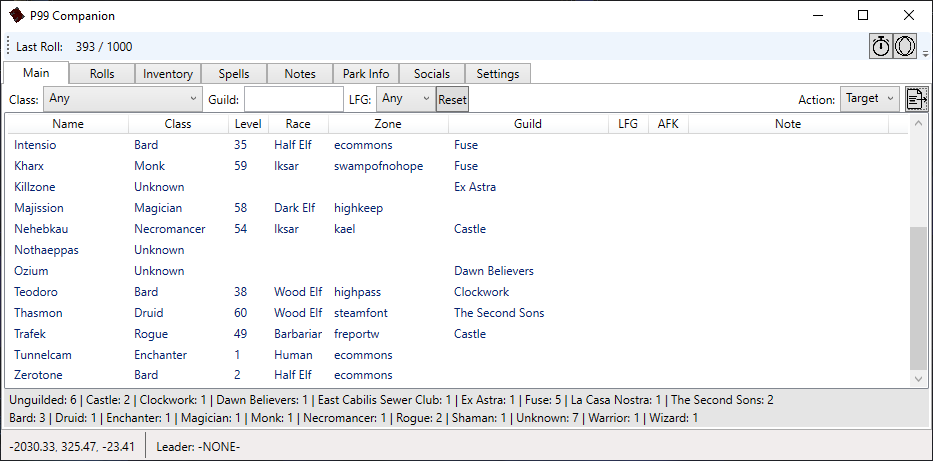 P99 Companion
Last Roll: 393 / 1000
Main Rolls Inventory Spells Notes Park Info Socials Settings
Class: Any Guild: LFG: Any Reset Action: Target
Name Class Level Race Zone Guild LFG AFK Note
Intensio Bard 35 Half Elf ecommons Fuse
Kharx Monk 59 Iksar swampofnohope Fuse
Killzone Unknown Ex Astra
Majission Magician 58 Dark Elf highkeep
Nehebkau Necromancer 54 Iksar kael Castle
Nothaeppas Unknown
Ozium Unknown Dawn Believers
Teodoro Bard 38 Wood Elf highpass Clockwork
Thasmon Druid 60 Wood Elf steamfont The Second Sons
Trafek Rogue 49 Barbariar freportw Castle
Tunnelcam Enchanter 1 Human ecommons
Zerotone Bard 2 Half Elf ecommons
Unguilded: 6 | Castle: 2 | Clockwork: 1 | Dawn Believers: 1 | East Cabilis Sewer Club: 1 | Ex Astra: 1 | Fuse: 5 | La Casa Nostra: 1 | The Second Sons: 2
Bard: 3 | Druid: 1 | Enchanter: 1 | Magician: 1 | Monk: 1 | Necromancer: 1 | Rogue: 2 | Shaman: 1 | Unknown: 7 | Warrior: 1 | Wizard: 1
-2030.33, 325.47, -23.41 Leader: -NONE-